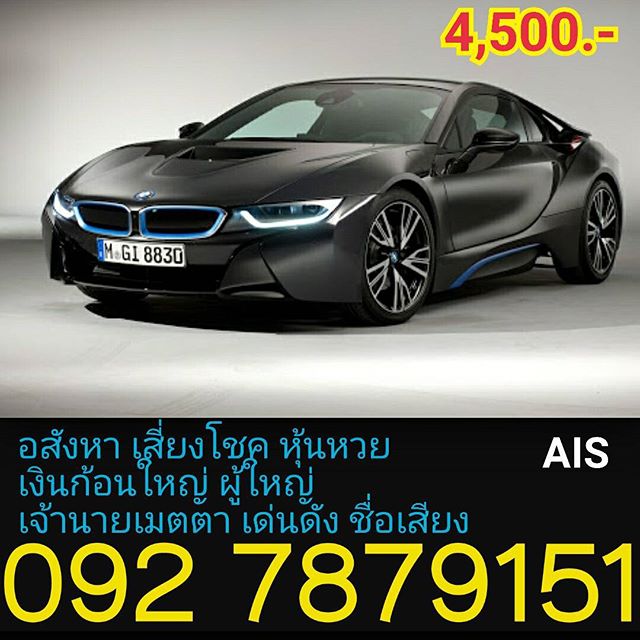 4,500.-
M GI 8830
อสังหา เสี่ยงโชค หุ้นหวย
AIS
เงินก้อนใหญ่ ผู้ใหญ่
เจ้านายเมตตา เด่นดัง ชื่อเสียง
092 7879151